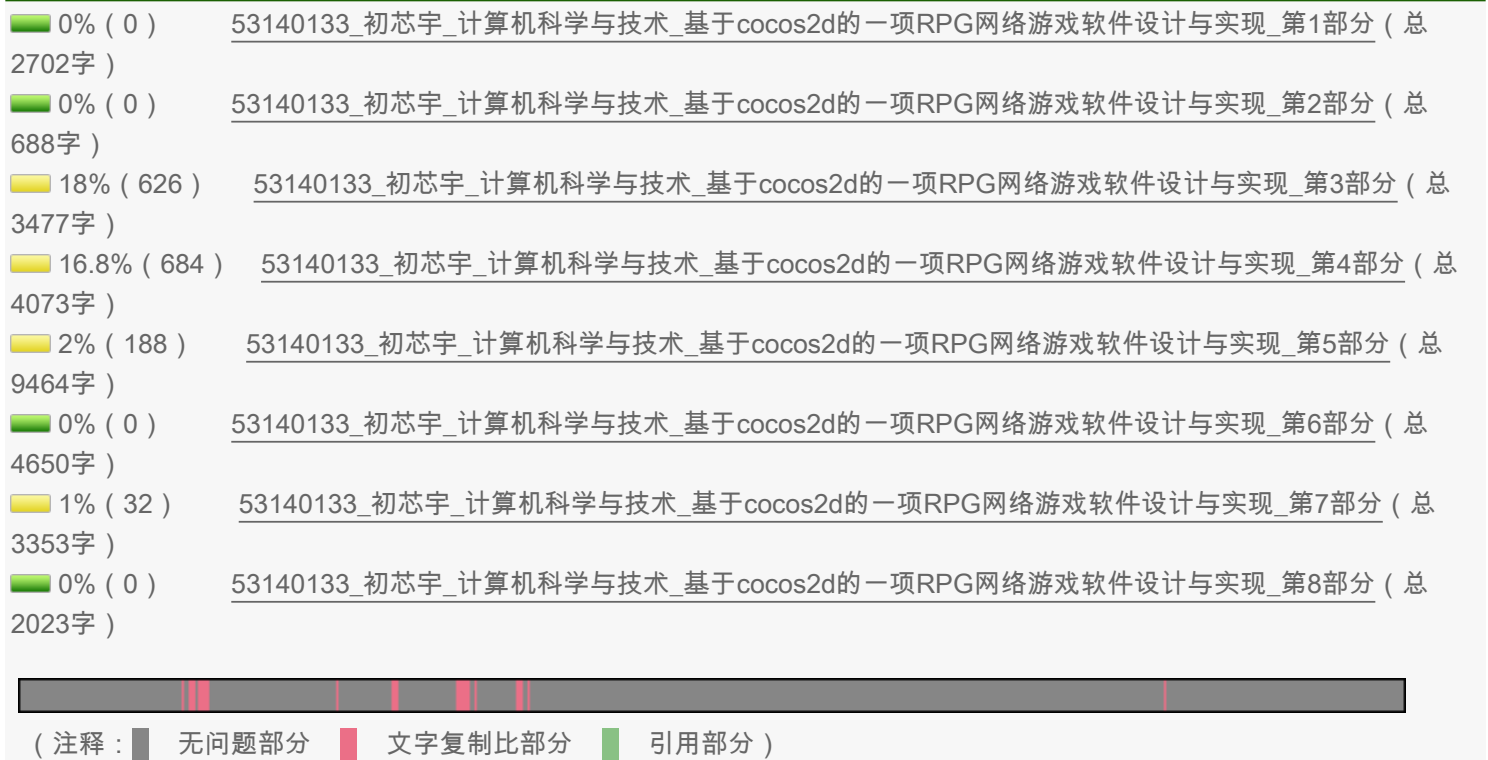 0%(0) 53140133_初芯宇_计算机科学与技术_基于cocos2d的一项RPG网络游戏软件设计与实现_第1部分(总
2702字)
0%(0) 53140133_初芯宇_计算机科学与技术_基于cocos2d的一项RPG网络游戏软件设计与实现_第2部分(总
688字)
18%(626) 53140133_初芯宇_计算机科学与技术_基于cocos2d的一项RPG网络游戏软件设计与实现_第3部分(总
3477字)
16.8%(684) 53140133_初芯宇_计算机科学与技术_基于cocos2d的一项RPG网络游戏软件设计与实现_第4部分(总
4073字)
2%(188) 53140133_初芯宇_计算机科学与技术_基于cocos2d的一项RPG网络游戏软件设计与实现_第5部分(总
9464字)
0%(0) 53140133_初芯宇_计算机科学与技术_基于cocos2d的一项RPG网络游戏软件设计与实现_第6部分(总
4650字)
1%(32) 53140133_初芯宇_计算机科学与技术_基于cocos2d的一项RPG网络游戏软件设计与实现_第7部分(总
3353字)
0%(0) 53140133_初芯宇_计算机科学与技术_基于cocos2d的一项RPG网络游戏软件设计与实现_第8部分(总
2023字)
(注释: 无问题部分 文字复制比部分 引用部分)